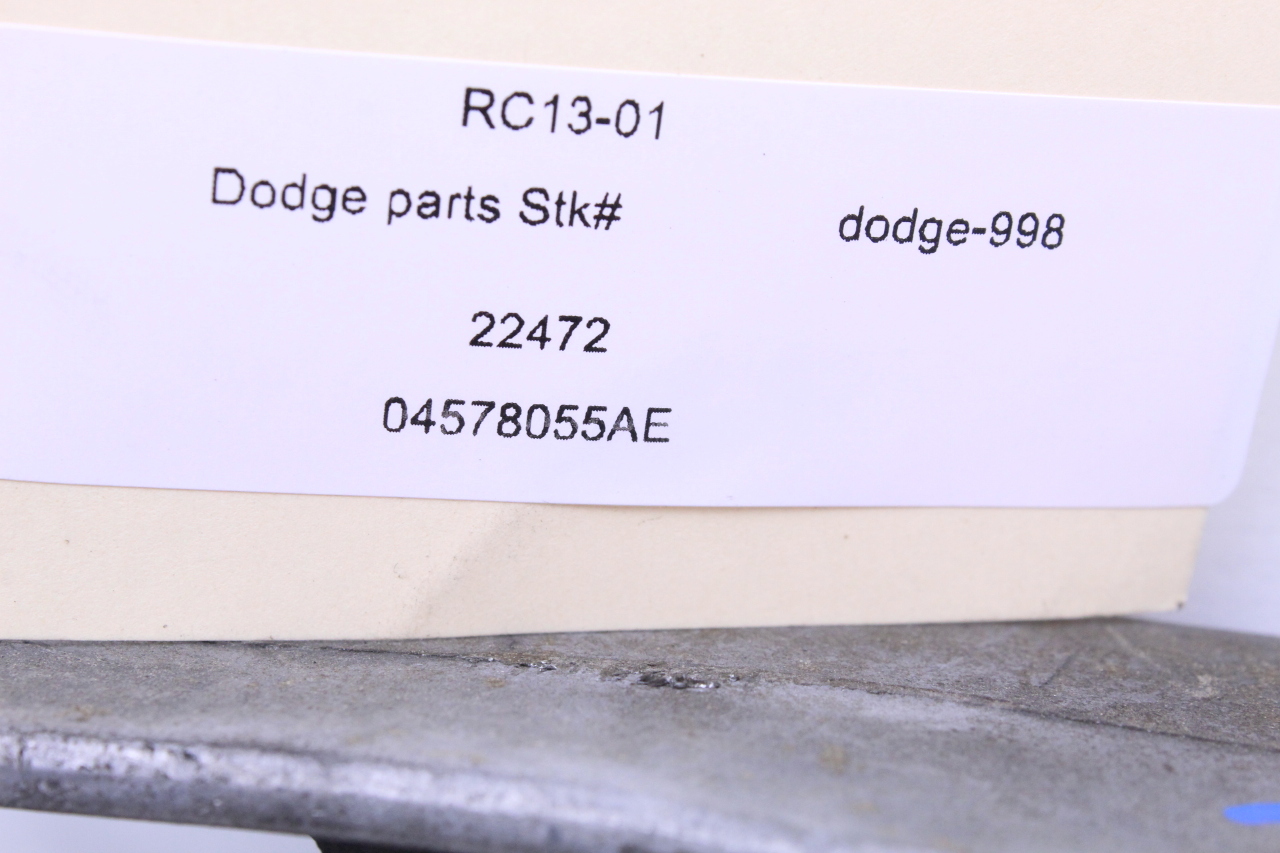 RC13-01
Dodge parts Stk# dodge-998
22472
04578055AE